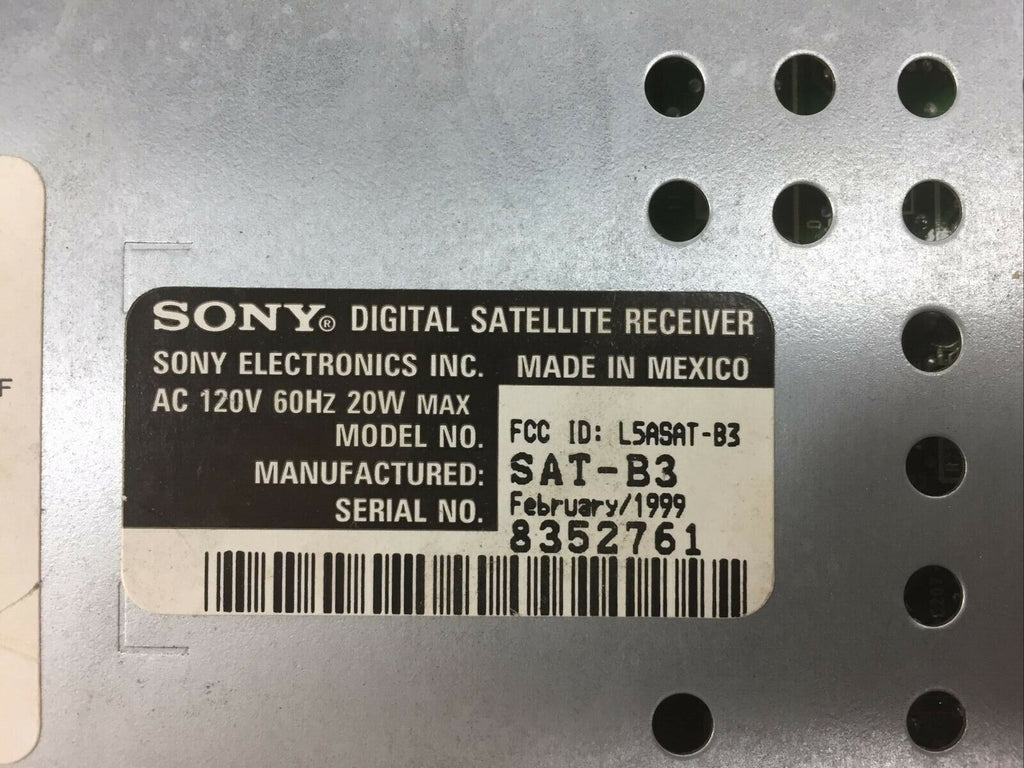 SONY® DIGITAL SATELLITE RECEIVER
SONY ELECTRONICS INC. MADE IN MEXICO
AC 120V 60HZ 20W MAX
FCC ID: L5ASAT-B3
MODEL NO. SAT-B3
MANUFACTURED: February/1999
SERIAL NO. 8352761
F